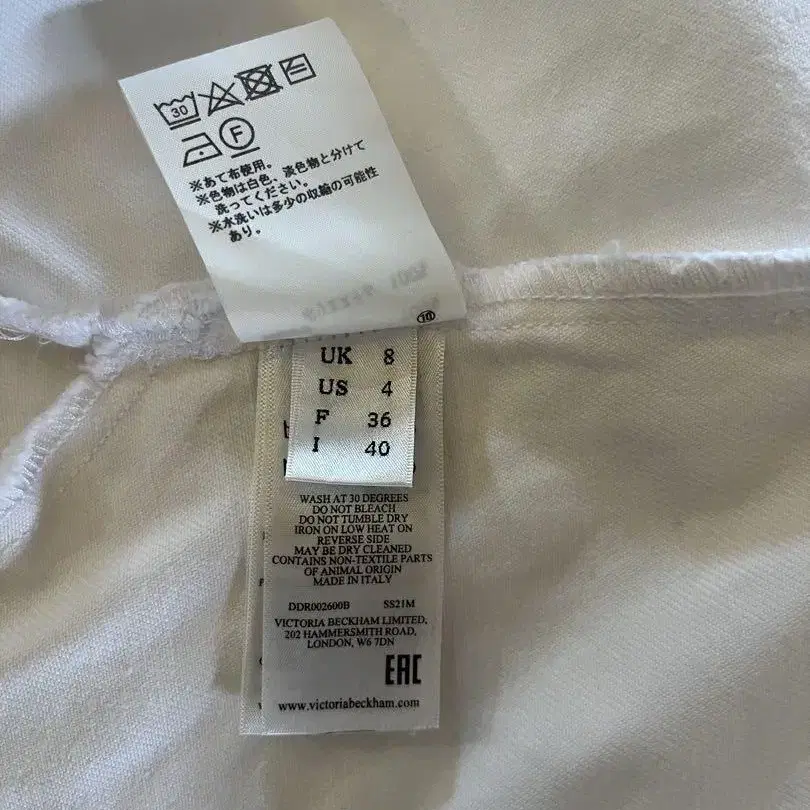 30
F
※あて布使用。
※色物は白色、淡色物と分けて
洗ってください。
※水洗いは多少の収縮の可能性
あり。
10
UK 8
US 4
F 36
I 40
WASH AT 30 DEGREES
DO NOT BLEACH
DO NOT TUMBLE DRY
IRON ON LOW HEAT ON
REVERSE SIDE
MAY BE DRY CLEANED
CONTAINS NON-TEXTILE PARTS
OF ANIMAL ORIGIN
MADE IN ITALY
DDR002600B SS21M
VICTORIA BECKHAM LIMITED,
202 HAMMERSMITH ROAD,
LONDON, W6 7DN
EAC
www.victoriabeckham.com